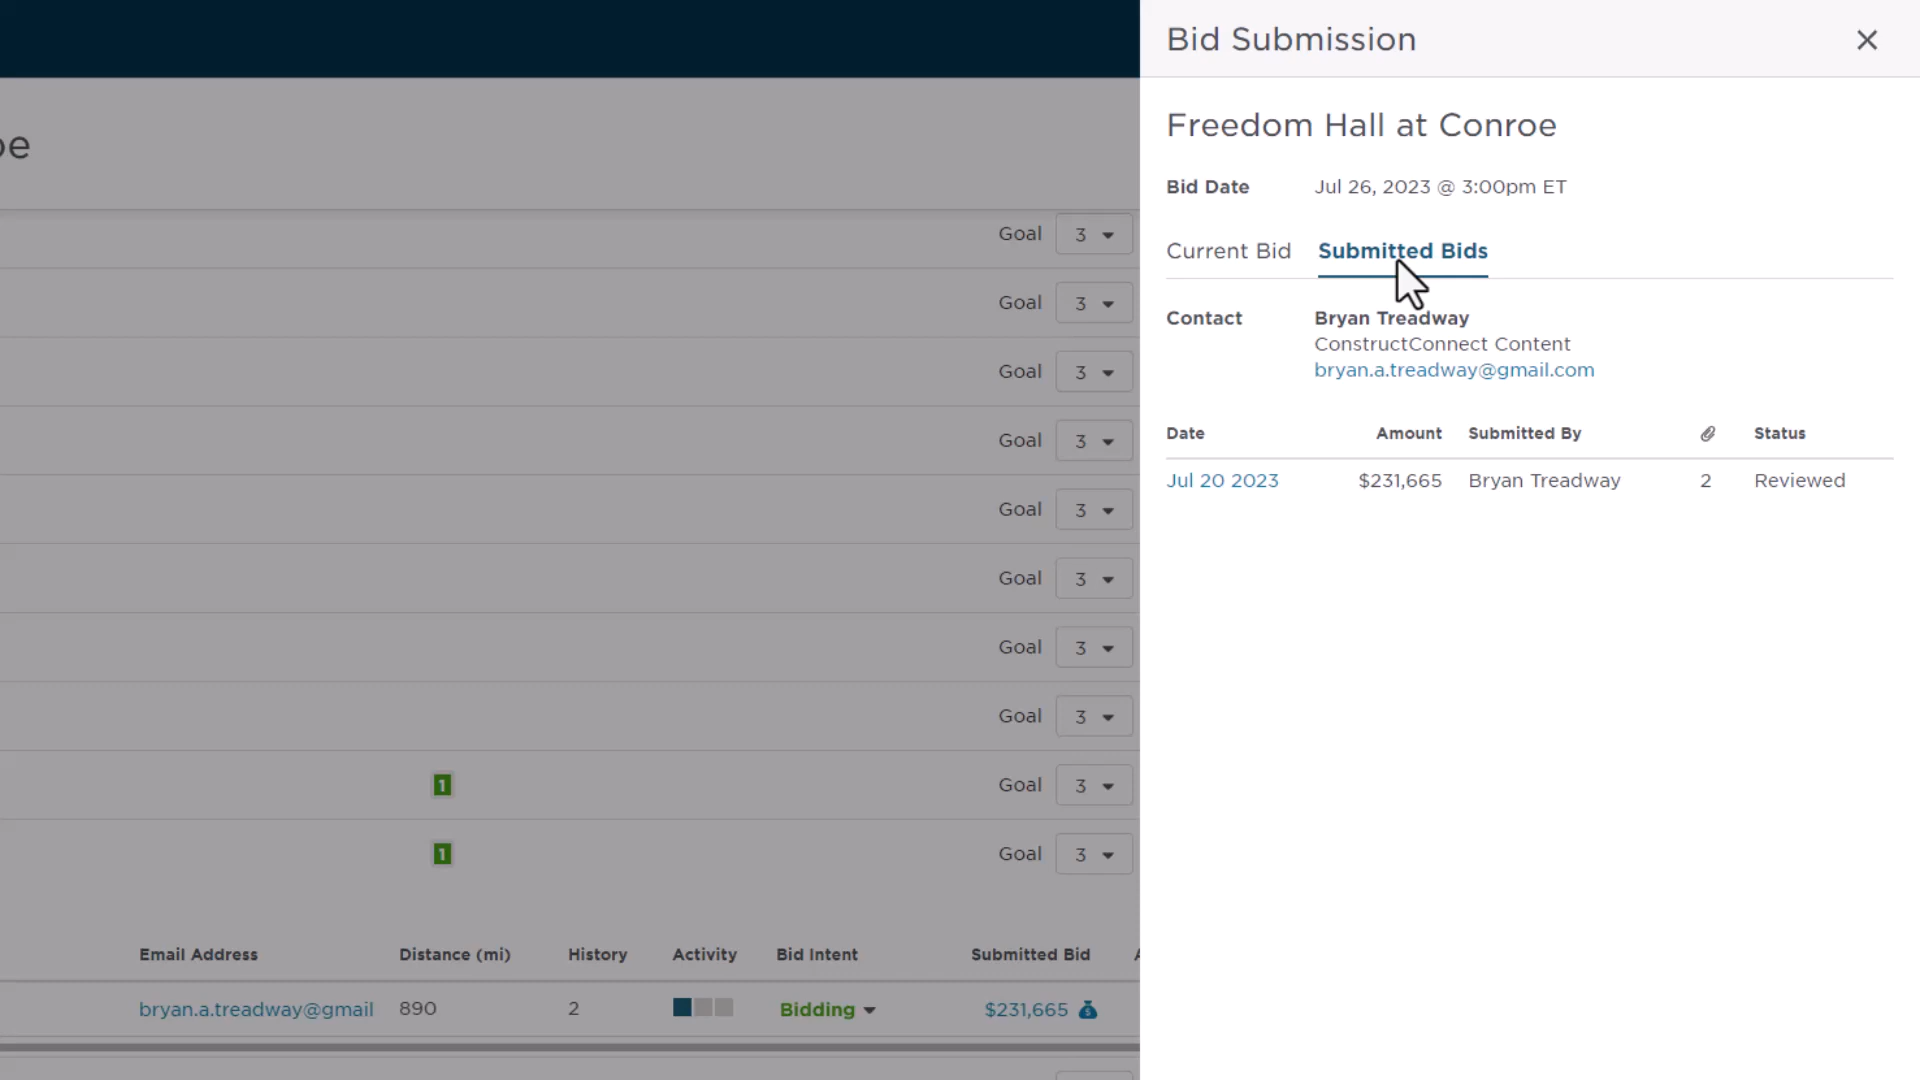 Bid Submission
Freedom Hall at Conroe
Bid Date Jul 26, 2023 @ 3:00pm ET
Current Bid Submitted Bids
Contact Bryan Treadway
ConstructConnect Content
bryan.a.treadway@gmail.com
Date Amount Submitted By Status
Jul 20 2023 $231,665 Bryan Treadway 2 Reviewed
oe
Goal 3
Goal 3
Goal 3
Goal 3
Goal 3
Goal 3
Goal 3
Goal 3
1 Goal 3
1 Goal 3
Email Address Distance (mi) History Activity Bid Intent Submitted Bid
bryan.a.treadway@gmail 890 2 Bidding $231,665